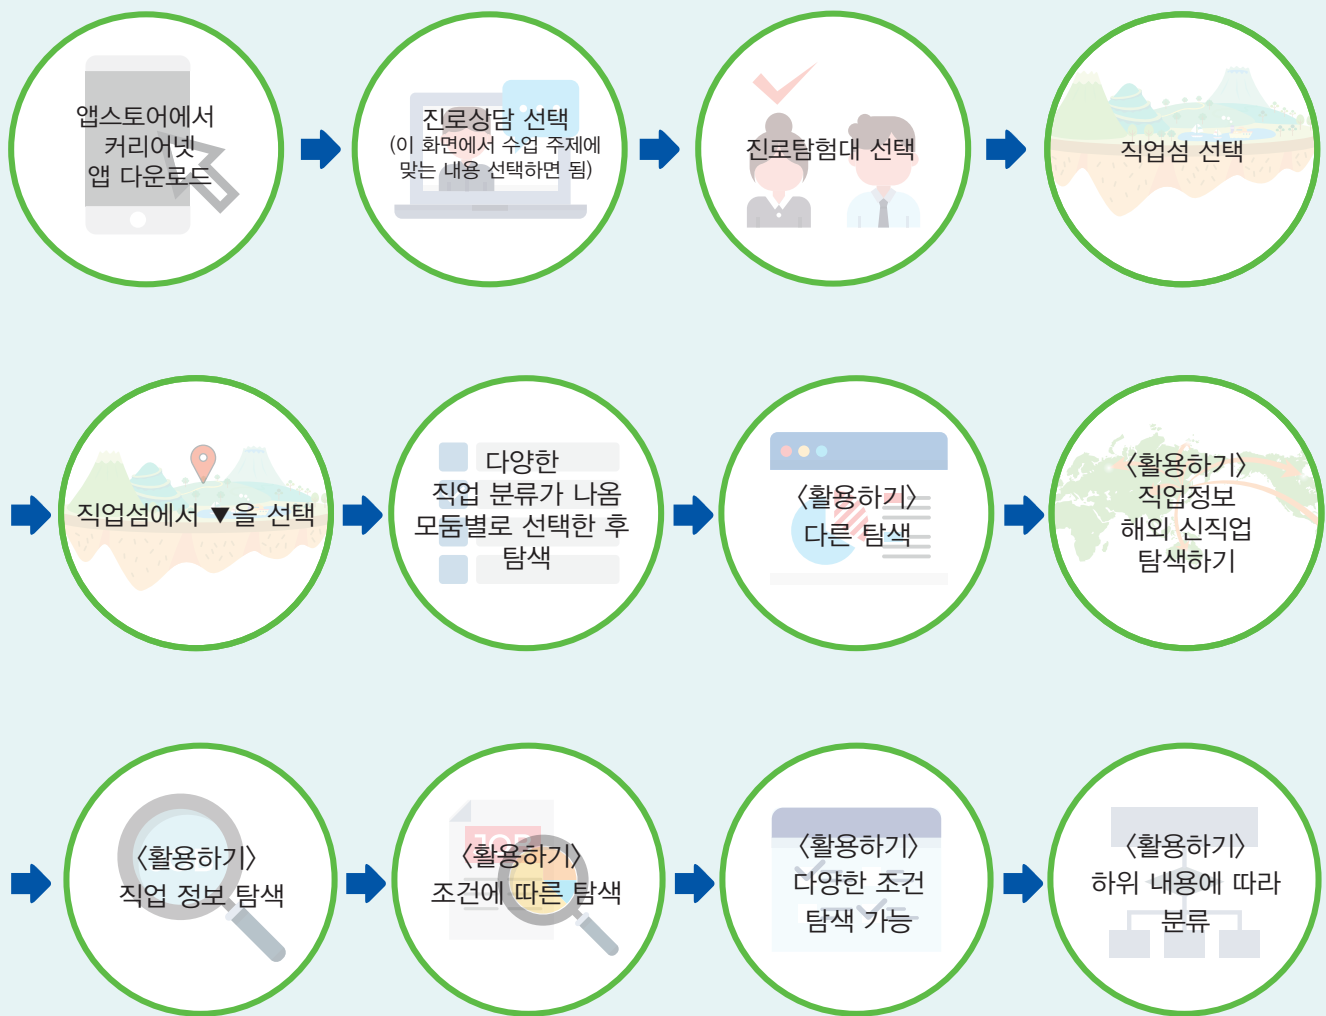 앱스토어에서
커리어넷
앱 다운로드
진로상담 선택
(이 화면에서 수업 주제에
맞는 내용 선택하면 됨)
진로탐험대 선택
직업섬 선택
직업섬에서 ▼을 선택
다양한
직업 분류가 나옴
모둠별로 선택한 후
탐색
〈활용하기〉
다른 탐색
〈활용하기〉
직업정보
해외 신직업
탐색하기
〈활용하기〉
직업 정보 탐색
JOB
〈활용하기〉
조건에 따른 탐색
〈활용하기〉
다양한 조건
탐색 가능
〈활용하기〉
하위 내용에 따라
분류